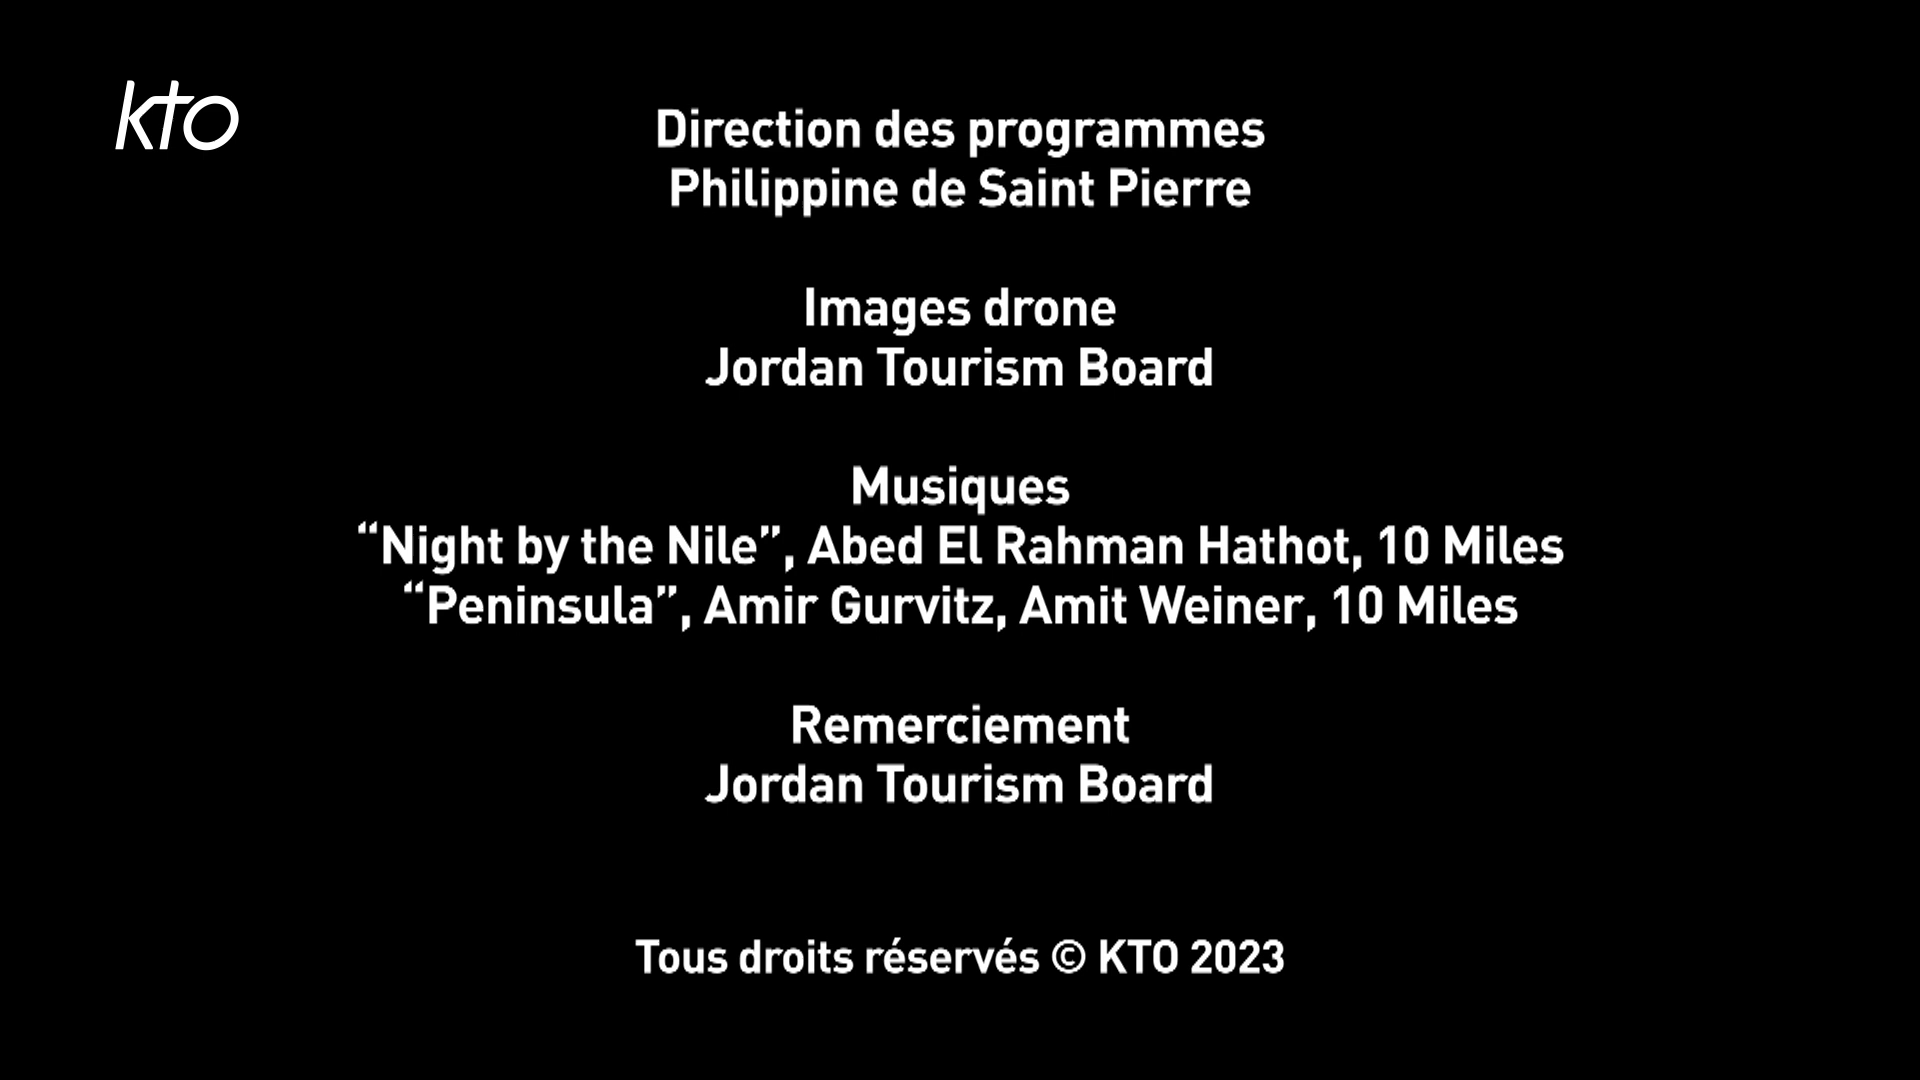 kto
Direction des programmes
Philippine de Saint Pierre
Images drone
Jordan Tourism Board
Musiques
“Night by the Nile”, Abed El Rahman Hathot, 10 Miles
“Peninsula”, Amir Gurvitz, Amit Weiner, 10 Miles
Remerciement
Jordan Tourism Board
Tous droits réservés © KTO 2023